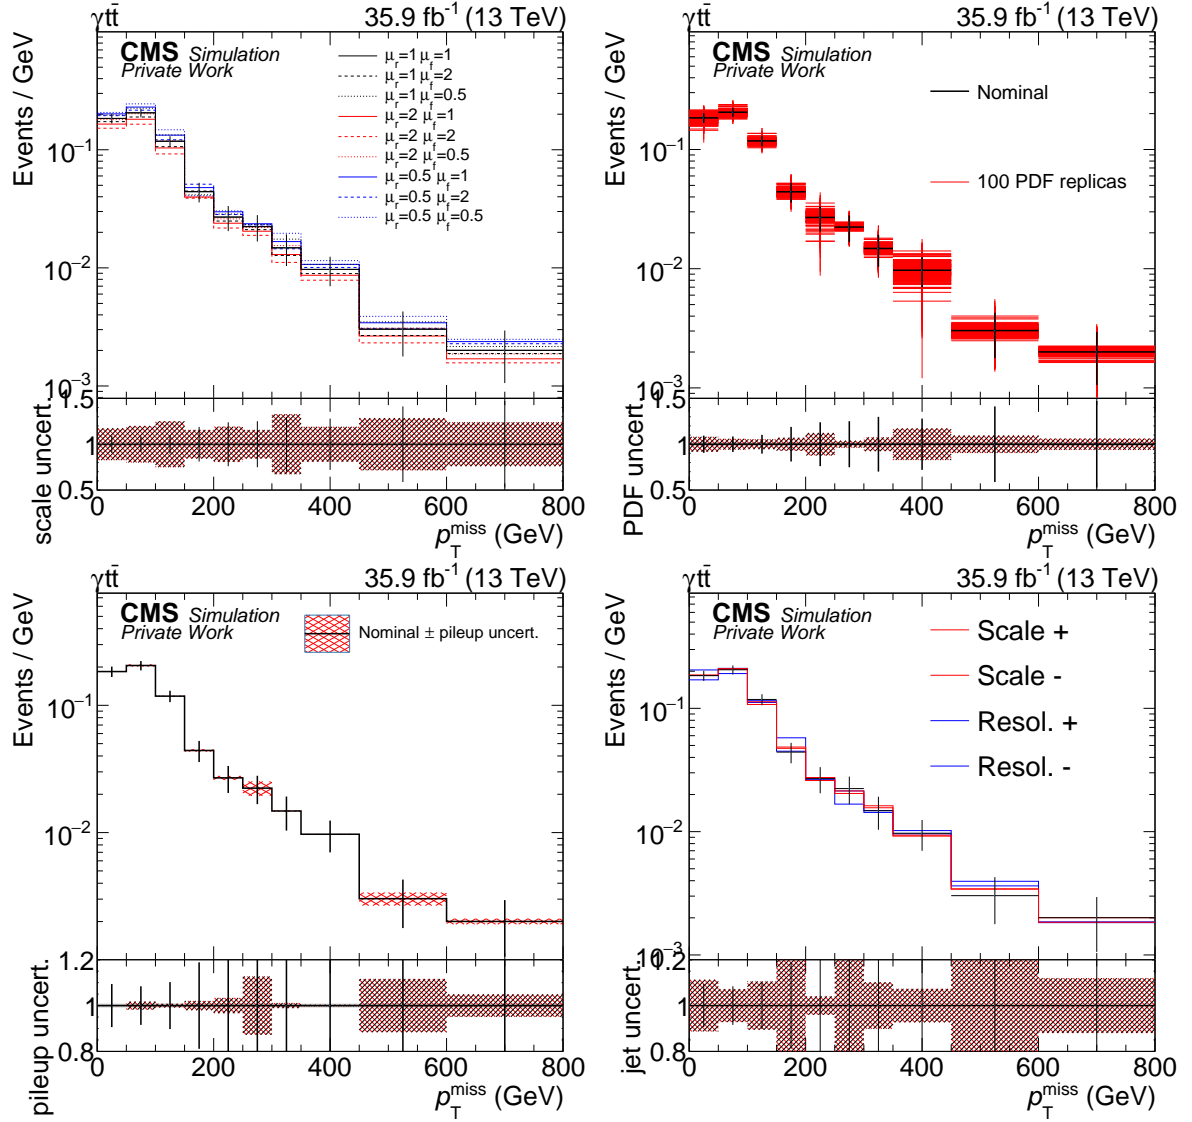 γtt̄ 35.9 fb⁻¹ (13 TeV)
CMS Simulation
Private Work
μr=1 μf=1
μr=1 μf=2
μr=1 μf=0.5
μr=2 μf=1
μr=2 μf=2
μr=2 μf=0.5
μr=0.5 μf=1
μr=0.5 μf=2
μr=0.5 μf=0.5
Events / GeV
10⁻¹
10⁻²
10⁻³
1.5
1
0.5
scale uncert.
0 200 400 600 800
pTmiss (GeV)
γtt̄ 35.9 fb⁻¹ (13 TeV)
CMS Simulation
Private Work
Nominal
100 PDF replicas
Events / GeV
10⁻¹
10⁻²
10⁻³
1.5
1
0.5
PDF uncert.
0 200 400 600 800
pTmiss (GeV)
γtt̄ 35.9 fb⁻¹ (13 TeV)
CMS Simulation
Private Work
Nominal ± pileup uncert.
Events / GeV
10⁻¹
10⁻²
1.2
1
0.8
pileup uncert.
0 200 400 600 800
pTmiss (GeV)
γtt̄ 35.9 fb⁻¹ (13 TeV)
CMS Simulation
Private Work
Scale +
Scale -
Resol. +
Resol. -
Events / GeV
10⁻¹
10⁻²
10⁻³
1.2
1
0.8
jet uncert.
0 200 400 600 800
pTmiss (GeV)